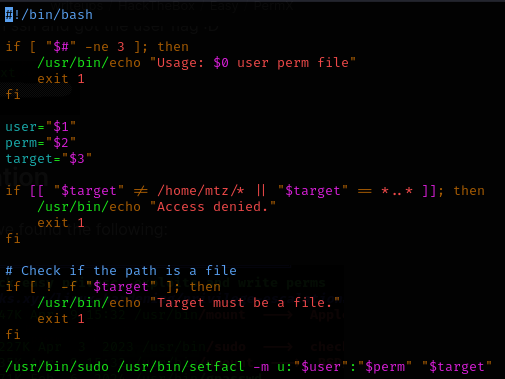 #!/bin/bash
if [ "$#" -ne 3 ]; then
/usr/bin/echo "Usage: $0 user perm file"
exit 1
fi
user="$1"
perm="$2"
target="$3"
if [[ "$target" != /home/mtz/* || "$target" == *..* ]]; then
/usr/bin/echo "Access denied."
exit 1
fi
# Check if the path is a file
if [ ! -f "$target" ]; then
/usr/bin/echo "Target must be a file."
exit 1
fi
/usr/bin/sudo /usr/bin/setfacl -m u:"$user":"$perm" "$target"